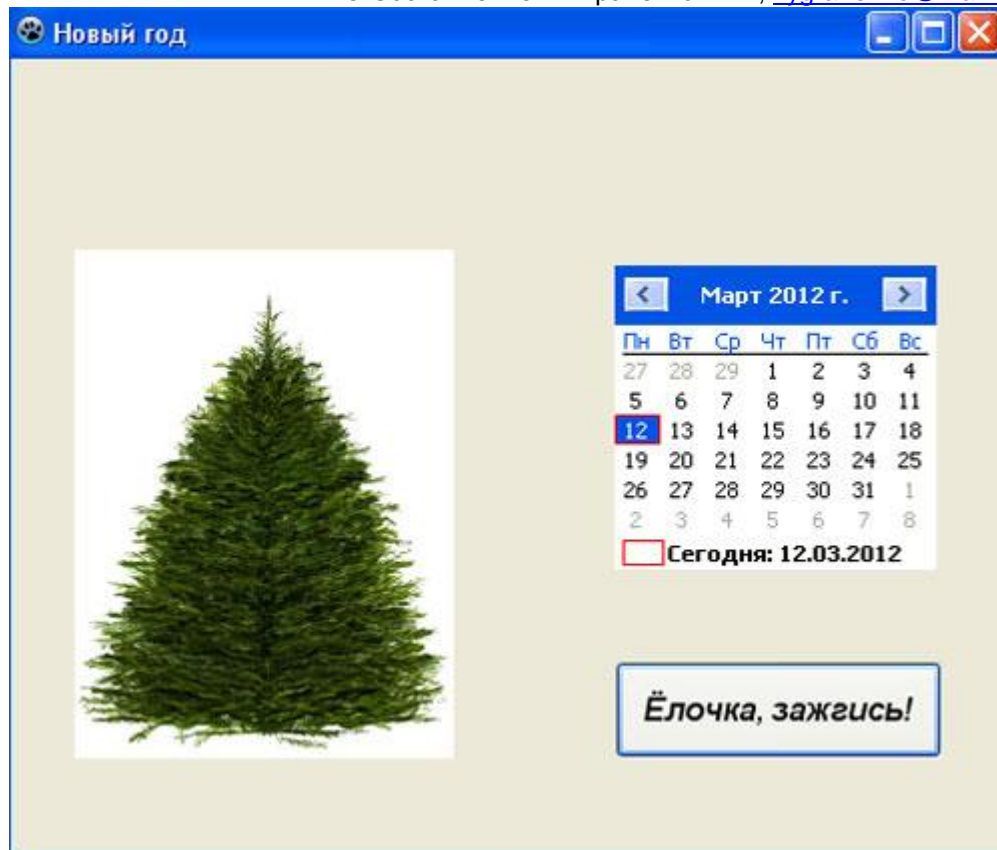 Новый год
Март 2012 г.
Пн Вт Ср Чт Пт Сб Вс
27 28 29 1 2 3 4
5 6 7 8 9 10 11
12 13 14 15 16 17 18
19 20 21 22 23 24 25
26 27 28 29 30 31 1
2 3 4 5 6 7 8
Сегодня: 12.03.2012
Ёлочка, зажгись!